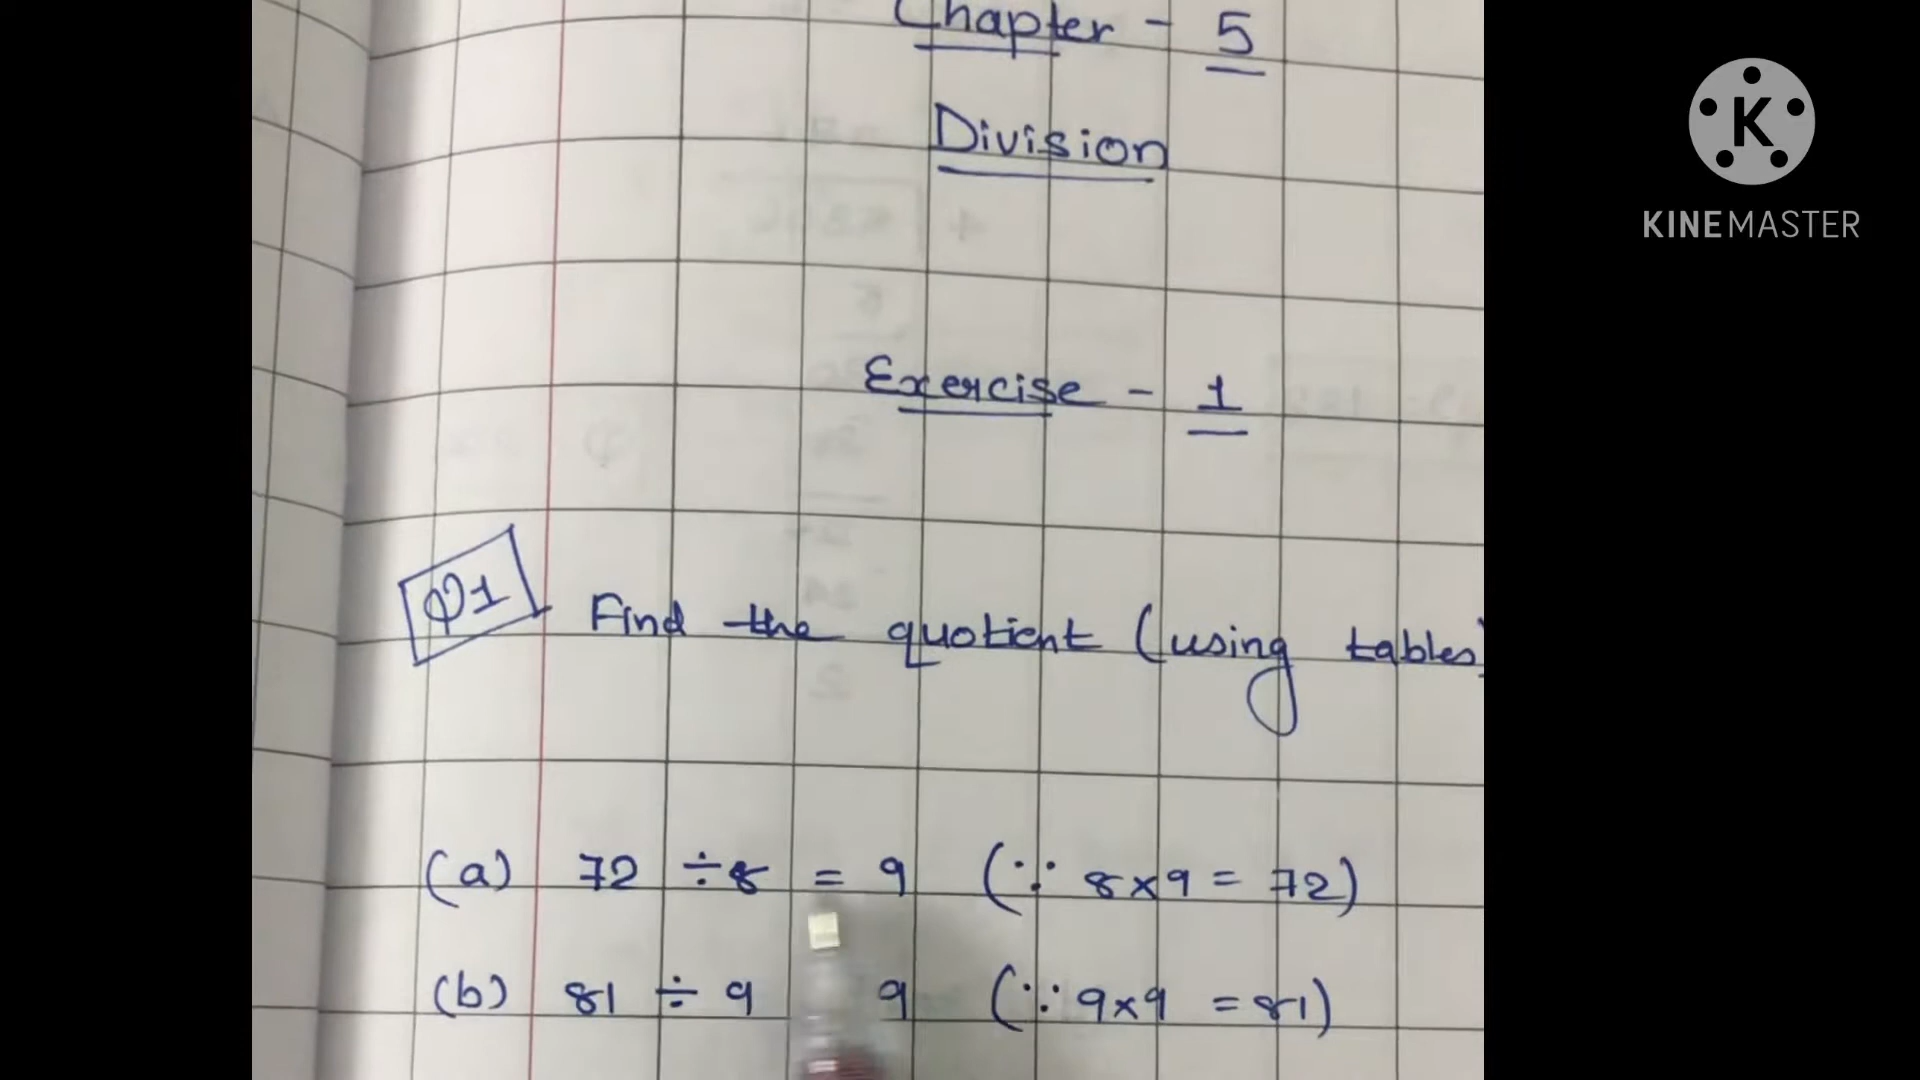 Chapter - 5
Division
Exercise - 1
Q1 Find the quotient (using tables)
(a) 72 ÷ 8 = 9 (∵ 8×9 = 72)
(b) 81 ÷ 9 9 (∵ 9×9 = 81)
KINEMASTER